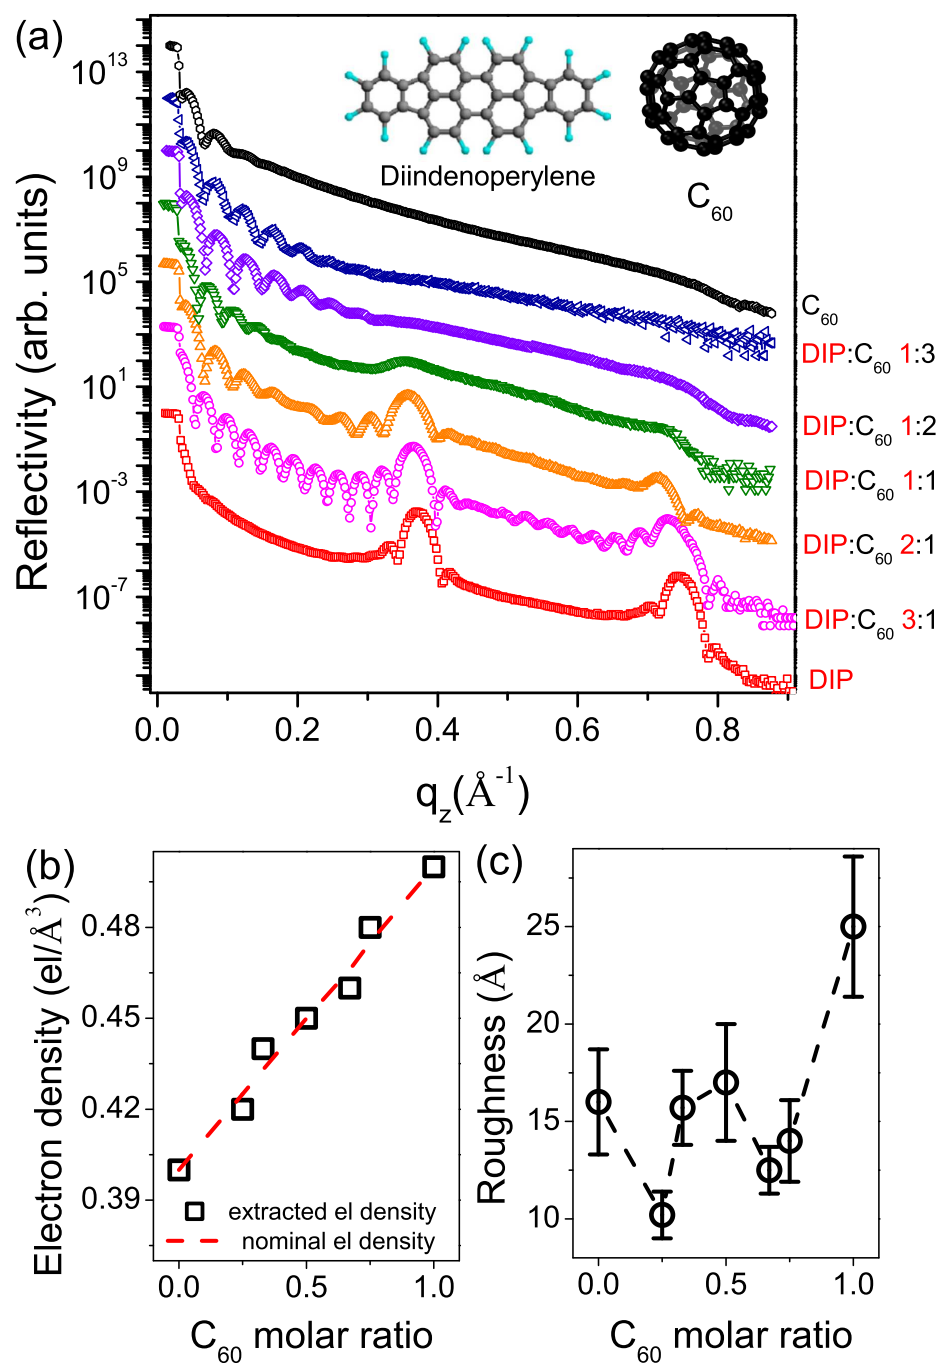 (a)
Reflectivity (arb. units)
10^13
10^9
10^5
10^1
10^-3
10^-7
Diindenoperylene
C60
C60
DIP:C60 1:3
DIP:C60 1:2
DIP:C60 1:1
DIP:C60 2:1
DIP:C60 3:1
DIP
0.0 0.2 0.4 0.6 0.8
qz(Å^-1)
(b)
Electron density (el/Å^3)
0.48
0.45
0.42
0.39
extracted el density
nominal el density
0.0 0.5 1.0
C60 molar ratio
(c)
Roughness (Å)
25
20
15
10
0.0 0.5 1.0
C60 molar ratio